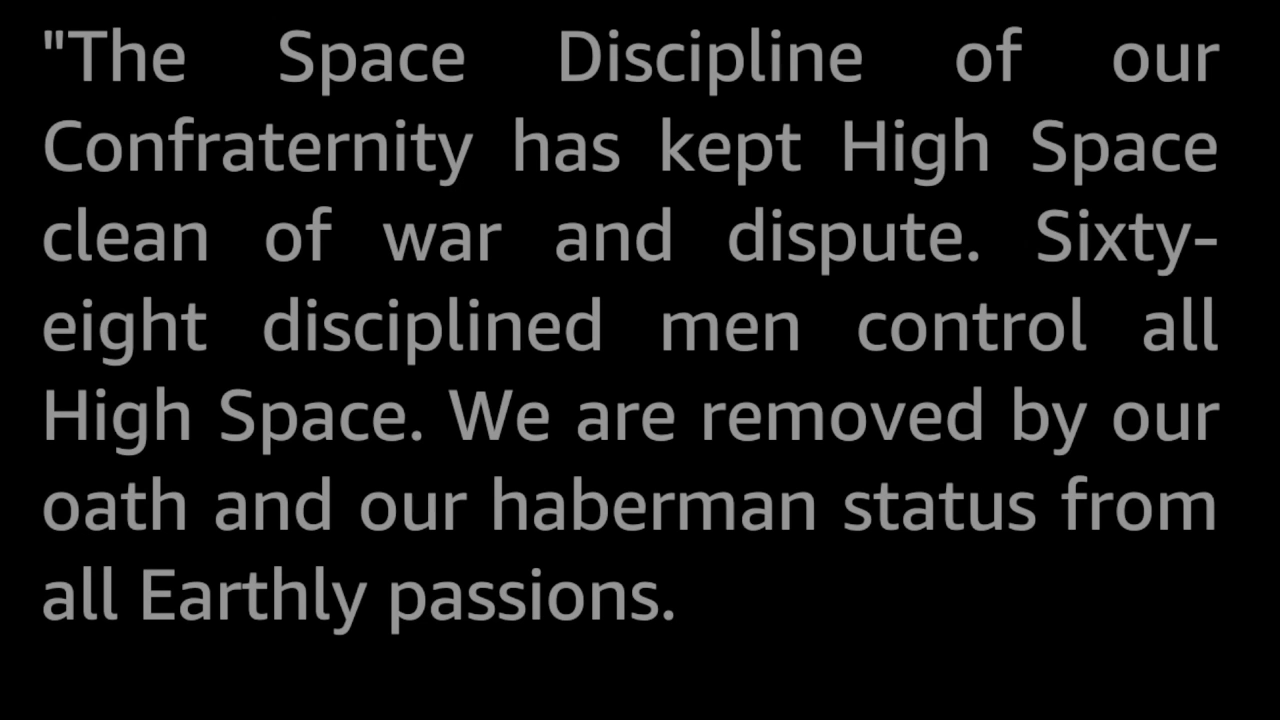 "The Space Discipline of our
Confraternity has kept High Space
clean of war and dispute. Sixty-
eight disciplined men control all
High Space. We are removed by our
oath and our haberman status from
all Earthly passions.